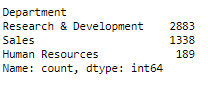 Department
Research & Development    2883
Sales                     1338
Human Resources            189
Name: count, dtype: int64